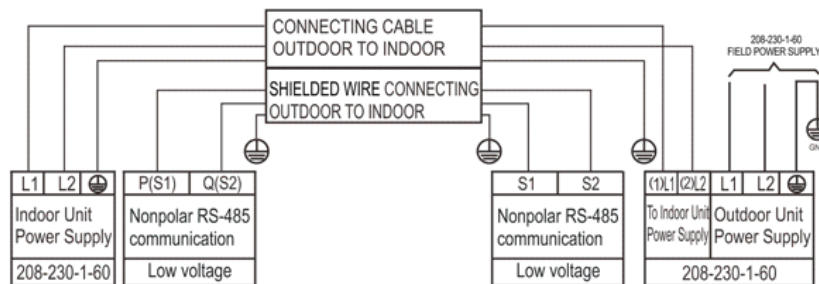 CONNECTING CABLE
OUTDOOR TO INDOOR
SHIELDED WIRE CONNECTING
OUTDOOR TO INDOOR
208-230-1-60
FIELD POWER SUPPLY
GN
L1 L2
Indoor Unit
Power Supply
208-230-1-60
P(S1) Q(S2)
Nonpolar RS-485
communication
Low voltage
S1 S2
Nonpolar RS-485
communication
Low voltage
(1)L1 (2)L2 L1 L2
To Indoor Unit
Power Supply
Outdoor Unit
Power Supply
208-230-1-60